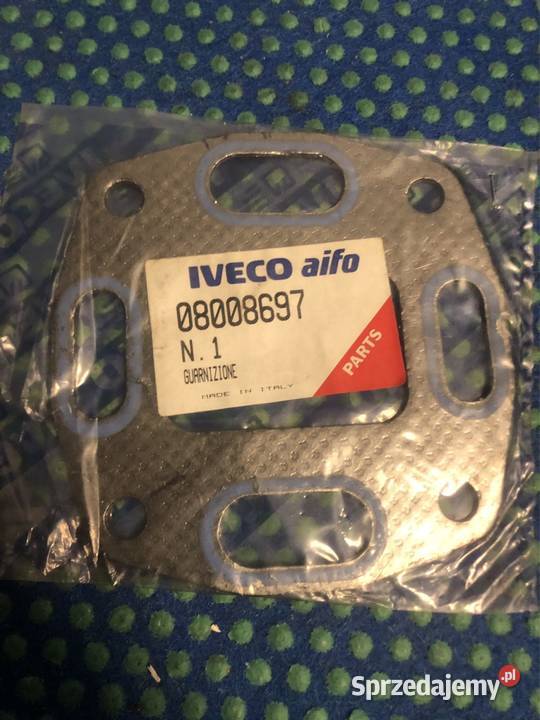 IVECO aifo
08008697
N. 1
GUARNIZIONE
PARTS
MADE IN ITALY
Sprzedajemy.pl